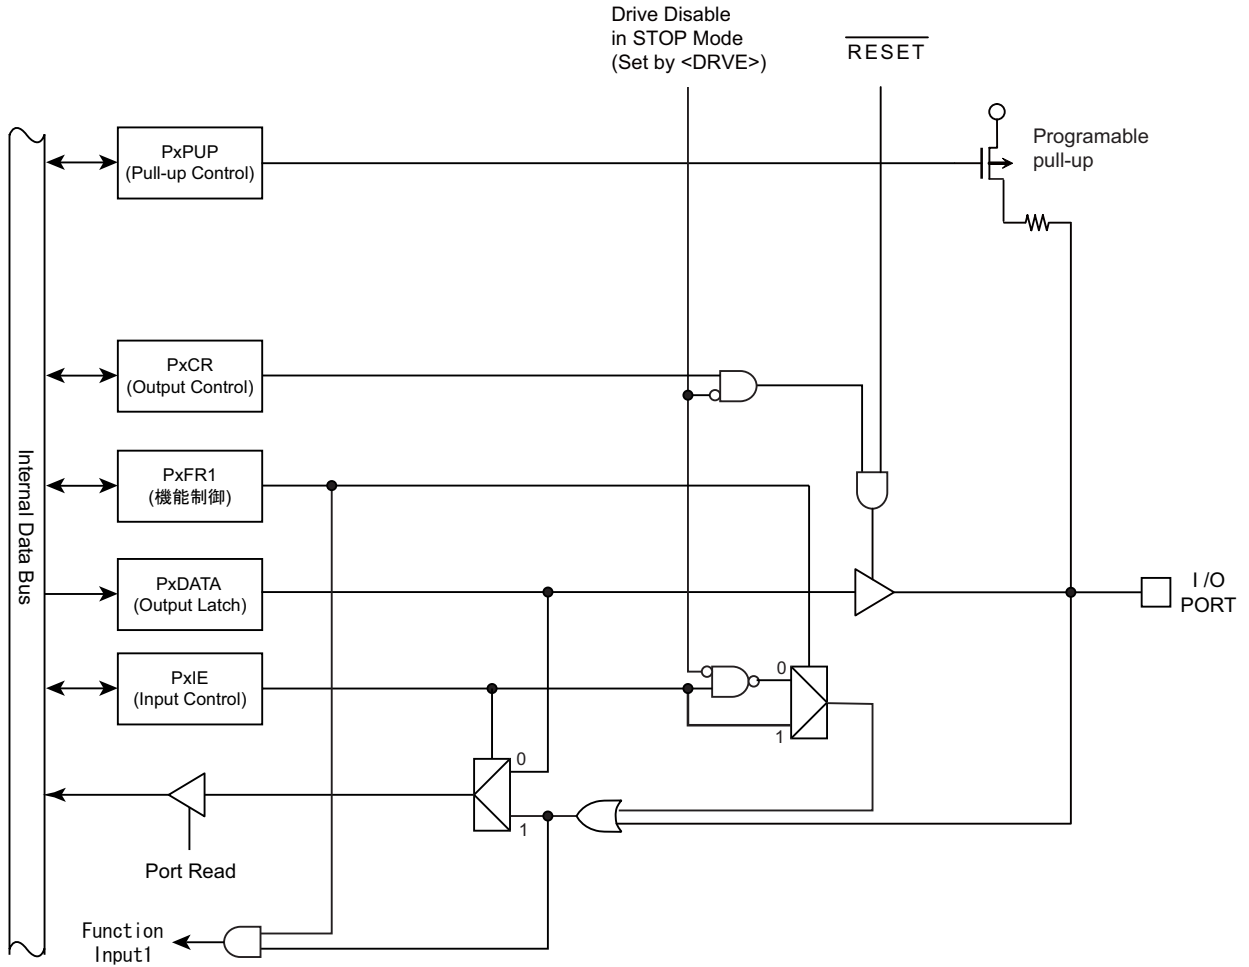 Drive Disable
in STOP Mode
(Set by <DRVE>)
RESET
Programable
pull-up
PxPUP
(Pull-up Control)
PxCR
(Output Control)
PxFR1
(機能制御)
Internal Data Bus
PxDATA
(Output Latch)
I /O
PORT
PxIE
(Input Control)
0
1
0
1
Port Read
Function
Input1